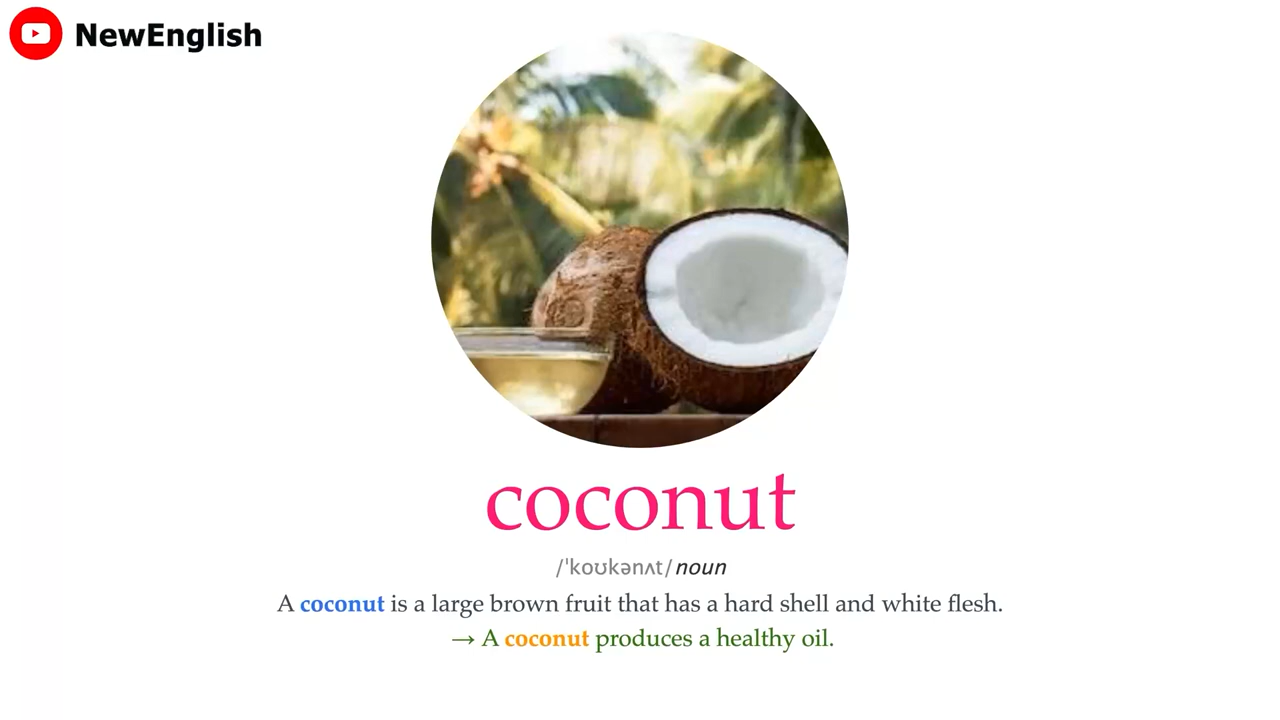 NewEnglish
coconut
/ˈkoʊkənʌt/ noun
A coconut is a large brown fruit that has a hard shell and white flesh.
→ A coconut produces a healthy oil.